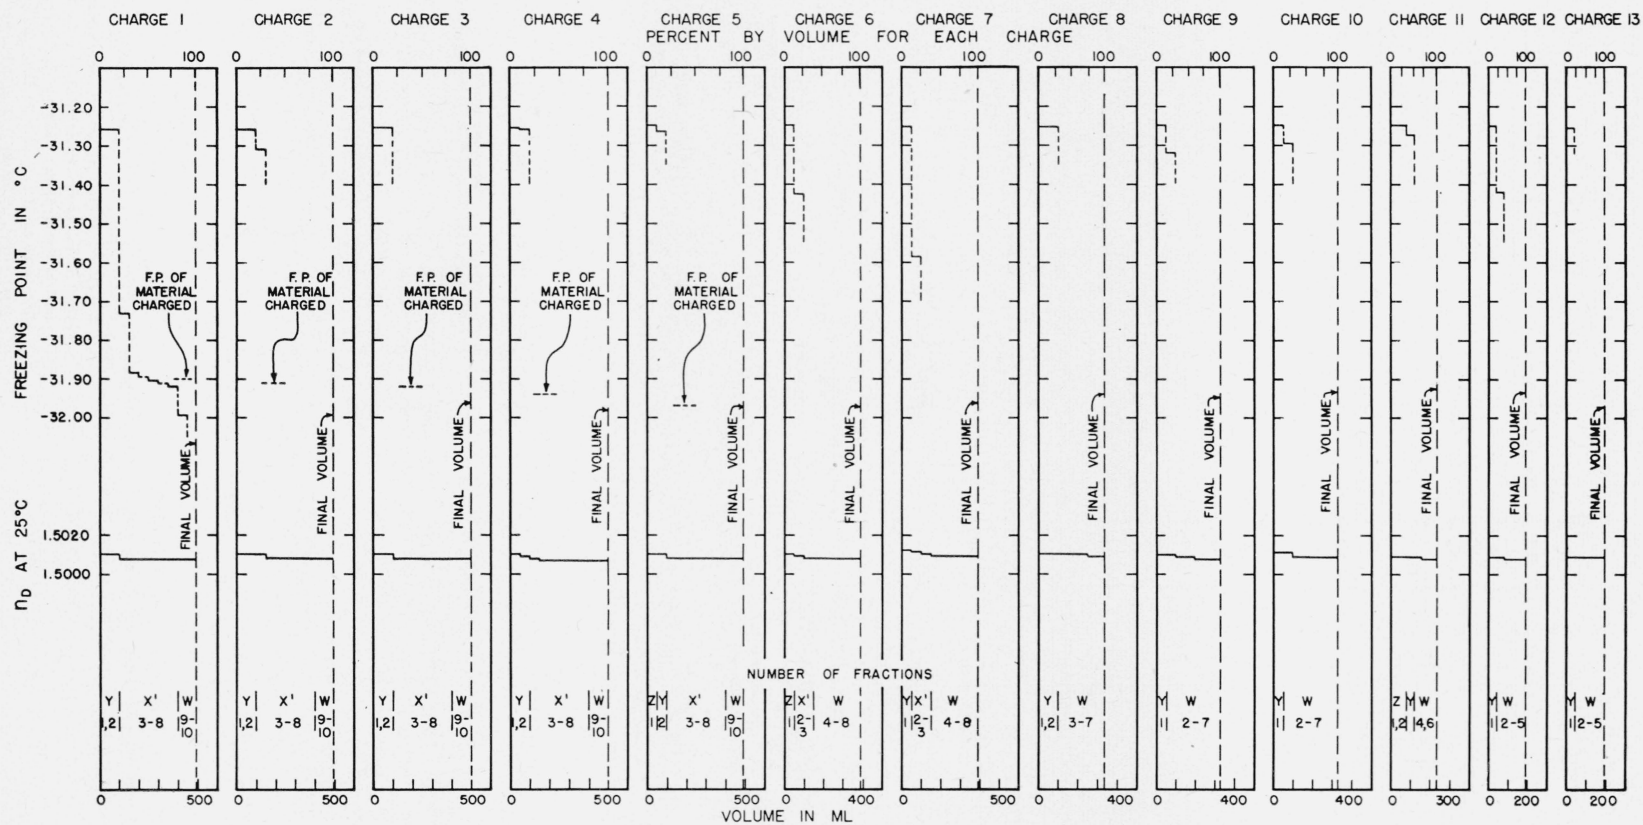 CHARGE 1 CHARGE 2 CHARGE 3 CHARGE 4 CHARGE 5 CHARGE 6 CHARGE 7 CHARGE 8 CHARGE 9 CHARGE 10 CHARGE 11 CHARGE 12 CHARGE 13
PERCENT BY VOLUME FOR EACH CHARGE
0 100 0 100 0 100 0 100 0 100 0 100 0 100 0 100 0 100 0 100 0 100 0 100 0 100
FREEZING POINT IN °C
-31.20
-31.30
-31.40
-31.50
-31.60
-31.70
-31.80
-31.90
-32.00
F.P. OF
MATERIAL
CHARGED
F.P. OF
MATERIAL
CHARGED
F.P. OF
MATERIAL
CHARGED
F.P. OF
MATERIAL
CHARGED
F.P. OF
MATERIAL
CHARGED
FINAL VOLUME
FINAL VOLUME
FINAL VOLUME
FINAL VOLUME
FINAL VOLUME
FINAL VOLUME
FINAL VOLUME
FINAL VOLUME
FINAL VOLUME
FINAL VOLUME
FINAL VOLUME
FINAL VOLUME
FINAL VOLUME
nD AT 25°C
1.5020
1.5000
NUMBER OF FRACTIONS
Y X' W Y X' W Y X' W Y X' W Z Y X' W Z X' W Y X' W Y W Y W Y W Z Y W Y W Y W
1,2 3-8 9-10 1,2 3-8 9-10 1,2 3-8 9-10 1,2 3-8 9-10 1 2 3-8 9-10 1 2-3 4-8 1 2-3 4-8 1,2 3-7 1 2-7 1 2-7 1,2 4,6 1 2-5 1 2-5
0 500 0 500 0 500 0 500 0 500 0 400 0 500 0 400 0 400 0 400 0 300 0 200 0 200
VOLUME IN ML